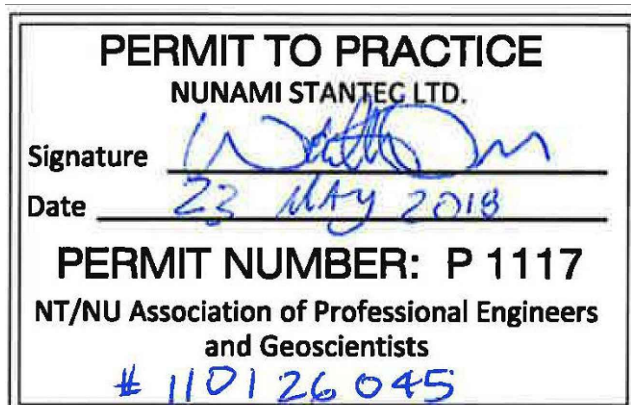 PERMIT TO PRACTICE
NUNAMI STANTEC LTD.
Signature
Date 23 MAY 2018
PERMIT NUMBER: P 1117
NT/NU Association of Professional Engineers
and Geoscientists
# 110126045